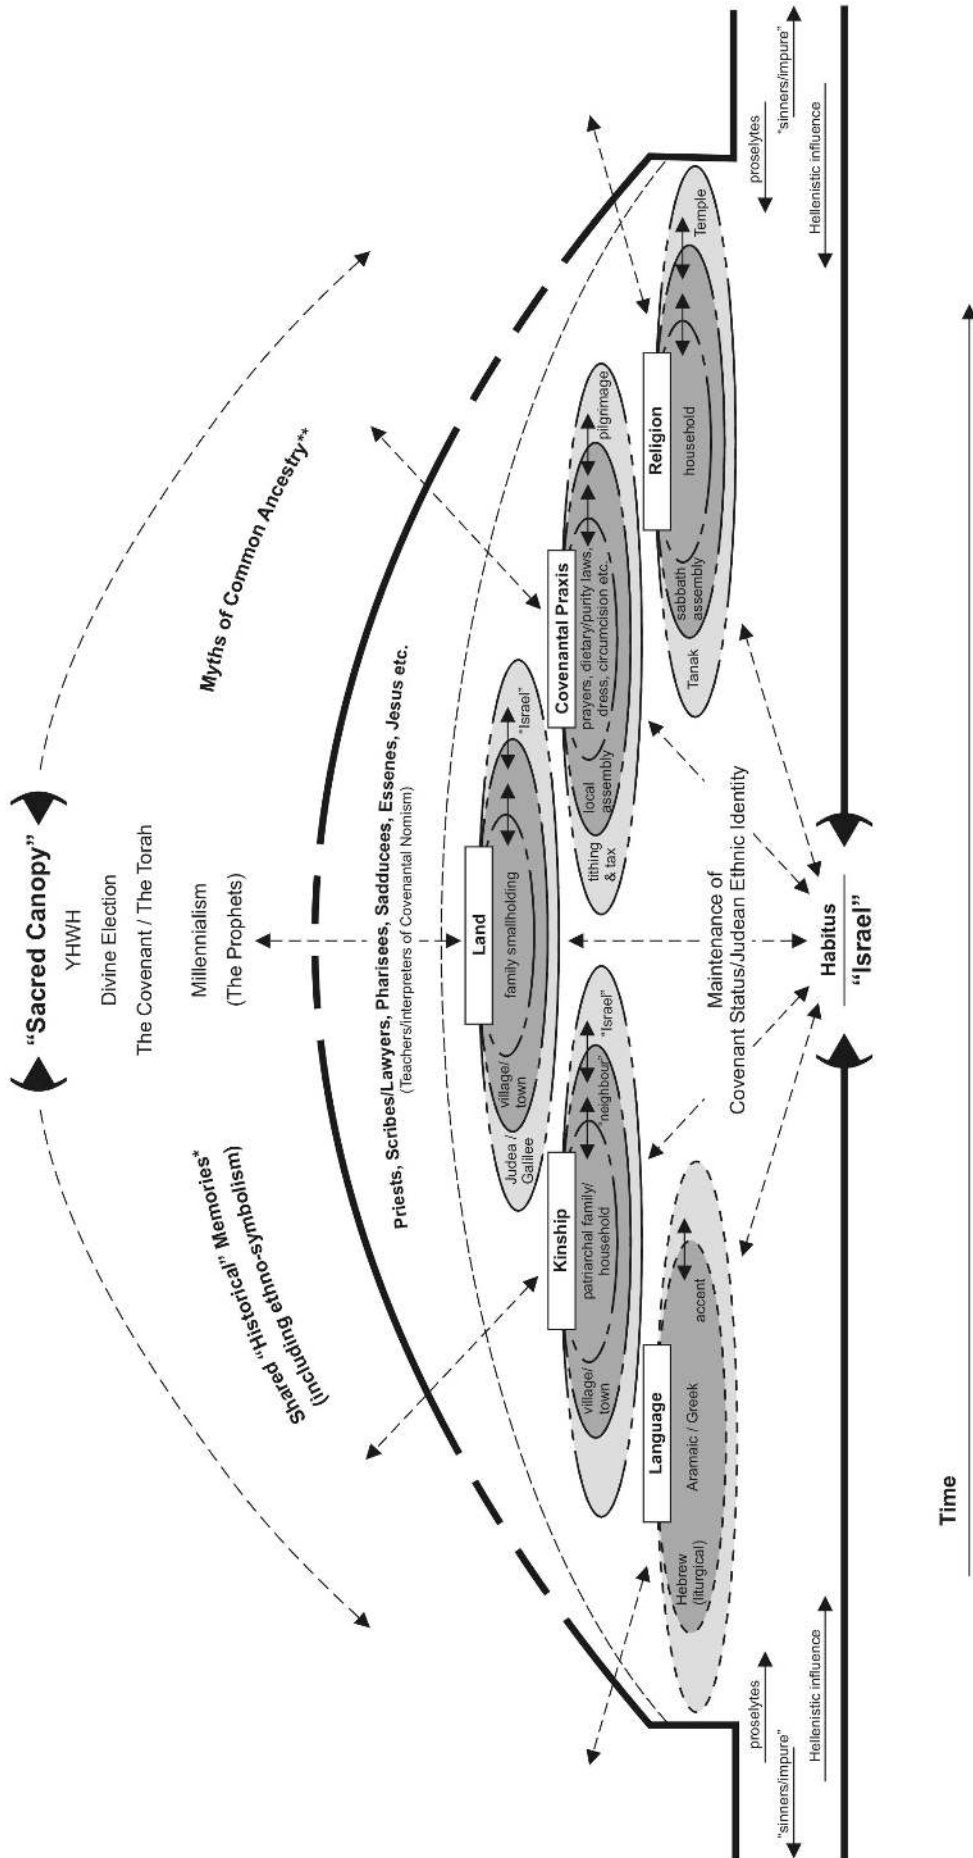 “Sacred Canopy”
YHWH
Divine Election
The Covenant / The Torah
Millennialism
(The Prophets)
Shared “Historical” Memories*
(including ethno-symbolism)
Myths of Common Ancestry**
Priests, Scribes/Lawyers, Pharisees, Sadducees, Essenes, Jesus etc.
(Teachers/Interpreters of Covenantal Nomism)
Land
family smallholding
village/
town
Judea /
Galilee
“Israel”
Kinship
patriarchal family/
household
village/
town
“neighbour”
“Israel”
Covenantal Praxis
prayers, dietary/purity laws,
dress, circumcision etc.
local
assembly
tithing
& tax
pilgrimage
Language
Aramaic / Greek
Hebrew
(liturgical)
accent
Religion
household
sabbath
assembly
Tanak
Temple
Maintenance of
Covenant Status/Judean Ethnic Identity
proselytes
"sinners/impure"
Hellenistic influence
proselytes
"sinners/impure"
Hellenistic influence
Habitus
“Israel”
Time